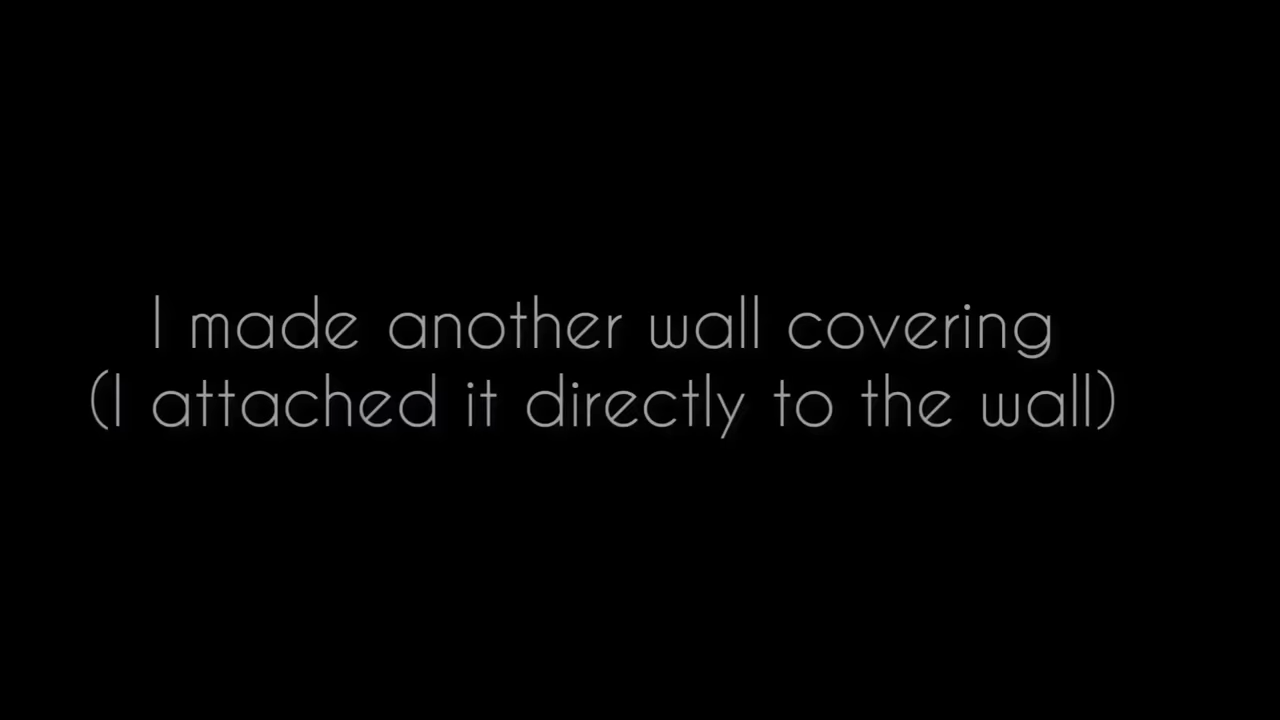 I made another wall covering
(I attached it directly to the wall)